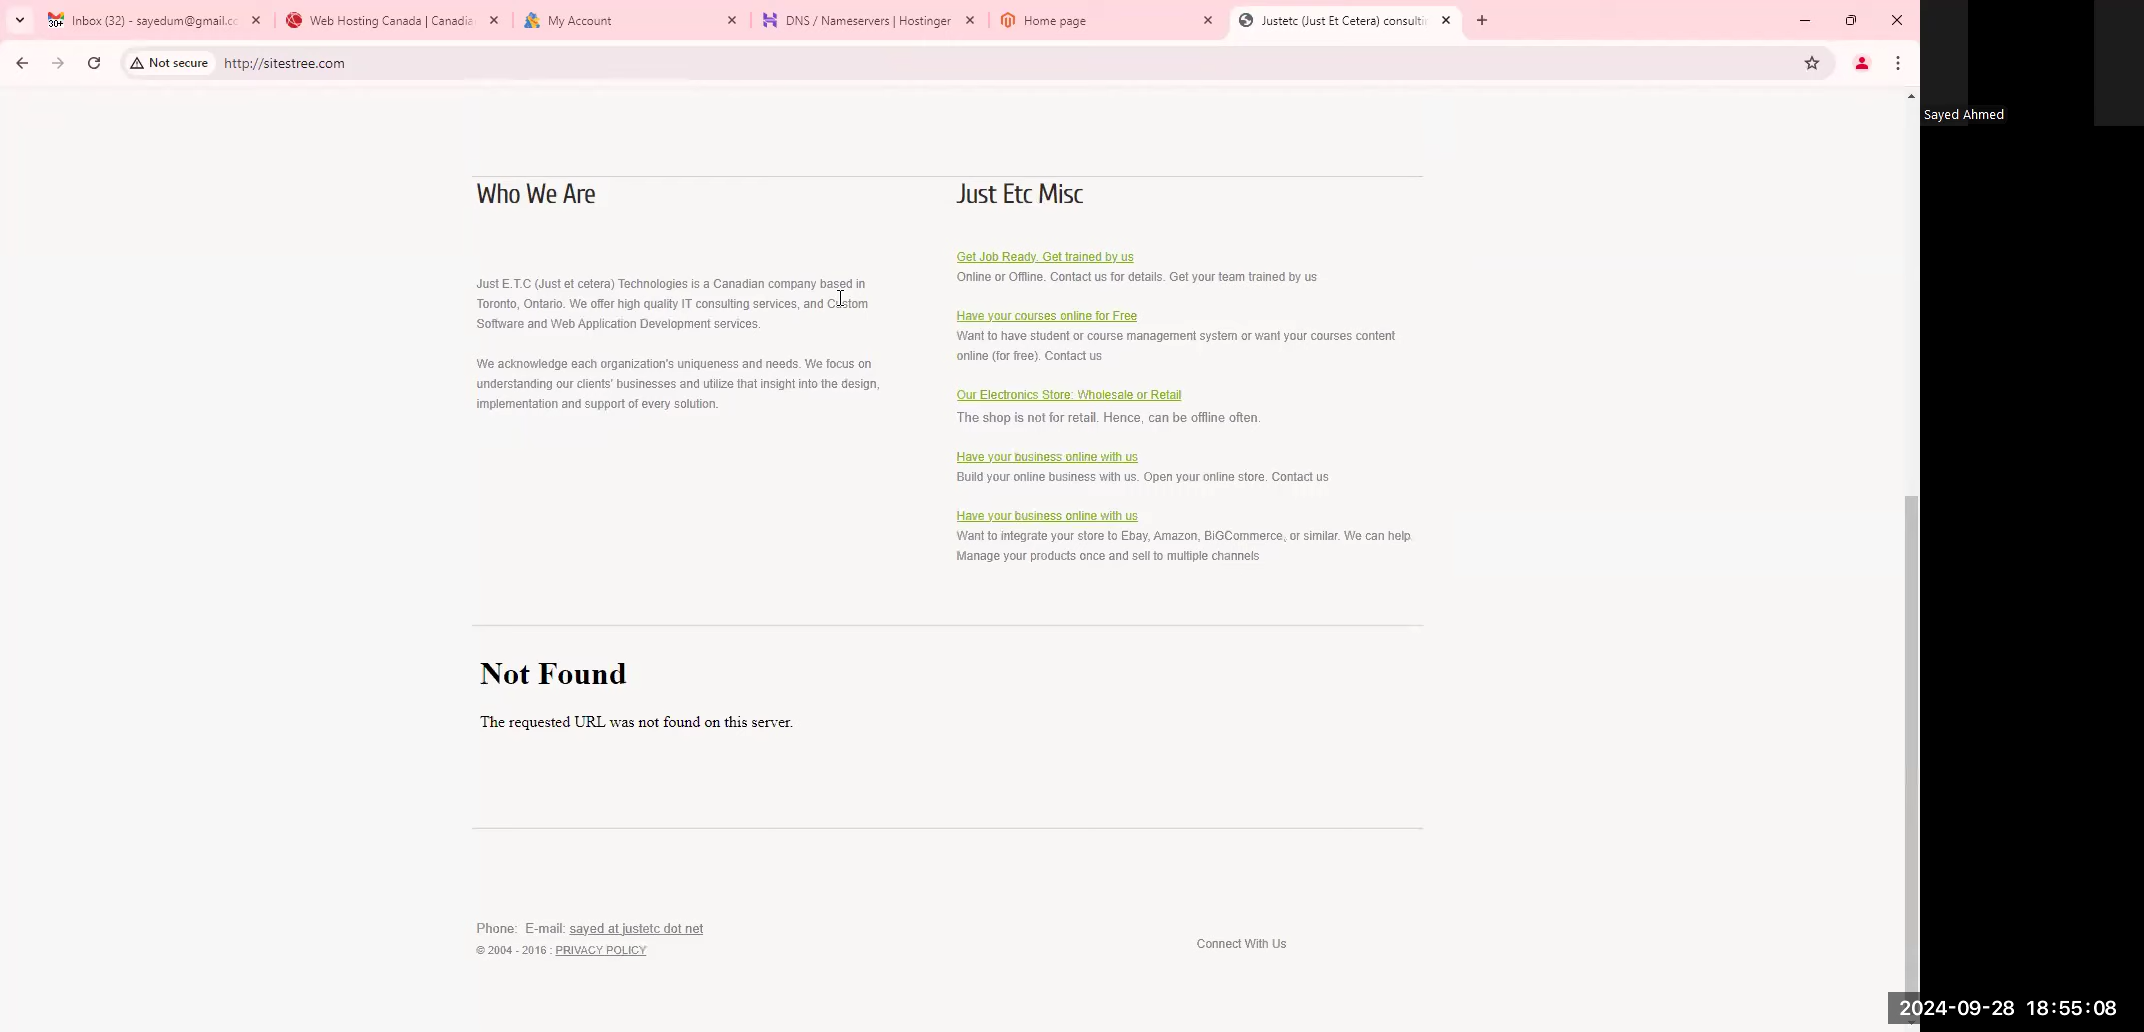 Inbox (32) - sayedum@gmail.co
Web Hosting Canada | Canadia
My Account
DNS / Nameservers | Hostinger
Home page
Justetc (Just Et Cetera) consulti
30+
Not secure
http://sitestree.com
Sayed Ahmed
Who We Are
Just E.T.C (Just et cetera) Technologies is a Canadian company based in
Toronto, Ontario. We offer high quality IT consulting services, and Custom
Software and Web Application Development services.
We acknowledge each organization's uniqueness and needs. We focus on
understanding our clients' businesses and utilize that insight into the design,
implementation and support of every solution.
Just Etc Misc
Get Job Ready. Get trained by us
Online or Offline. Contact us for details. Get your team trained by us
Have your courses online for Free
Want to have student or course management system or want your courses content
online (for free). Contact us
Our Electronics Store: Wholesale or Retail
The shop is not for retail. Hence, can be offline often.
Have your business online with us
Build your online business with us. Open your online store. Contact us
Have your business online with us
Want to integrate your store to Ebay, Amazon, BiGCommerce, or similar. We can help.
Manage your products once and sell to multiple channels
Not Found
The requested URL was not found on this server.
Phone: E-mail: sayed at justetc dot net
© 2004 - 2016 : PRIVACY POLICY
Connect With Us
2024-09-28 18:55:08